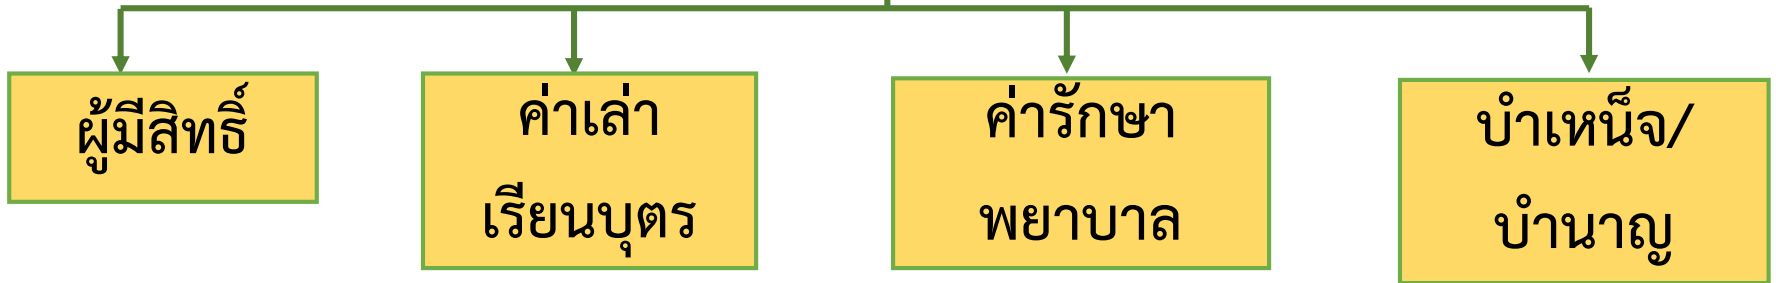 ผู้มีสิทธิ์
ค่าเล่า
เรียนบุตร
ค่ารักษา
พยาบาล
บำเหน็จ/
บำนาญ